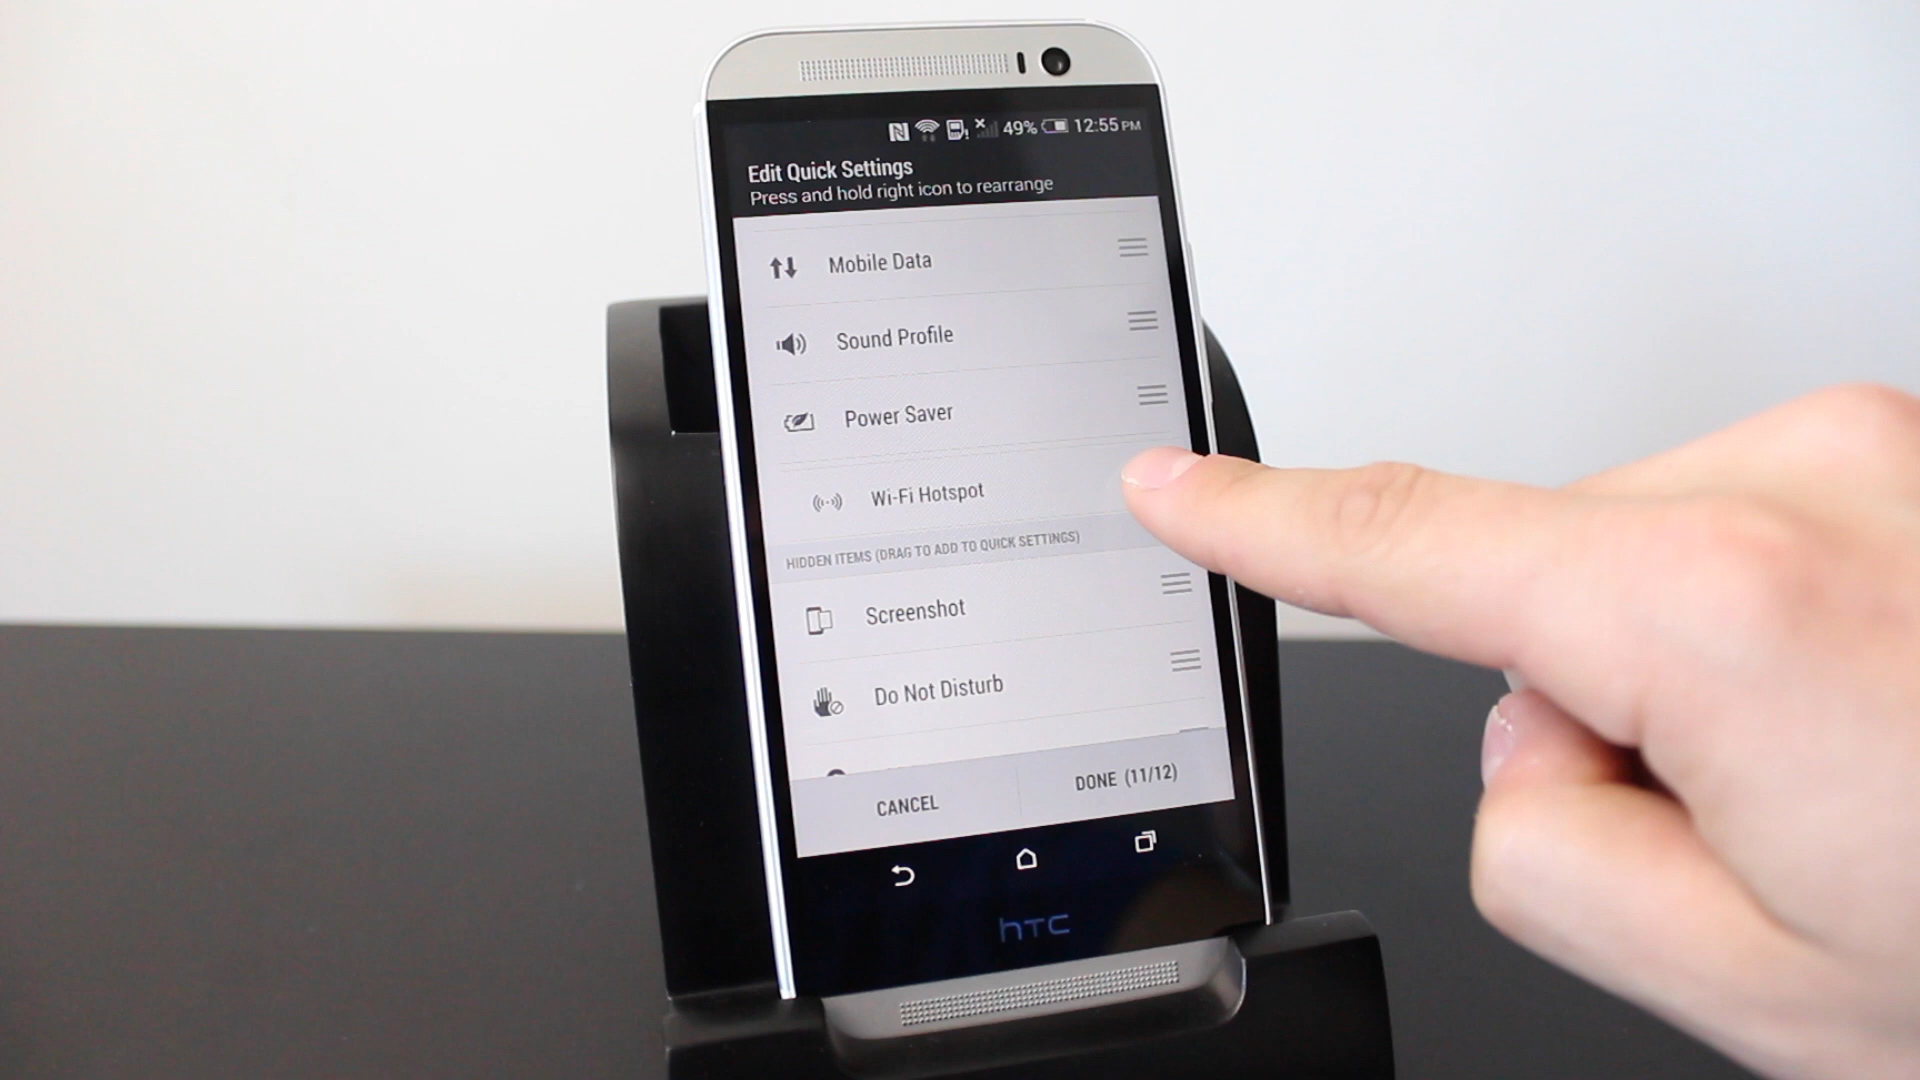 49% 12:55 PM
Edit Quick Settings
Press and hold right icon to rearrange
Mobile Data
Sound Profile
Power Saver
Wi-Fi Hotspot
HIDDEN ITEMS (DRAG TO ADD TO QUICK SETTINGS)
Screenshot
Do Not Disturb
CANCEL DONE (11/12)
hTC